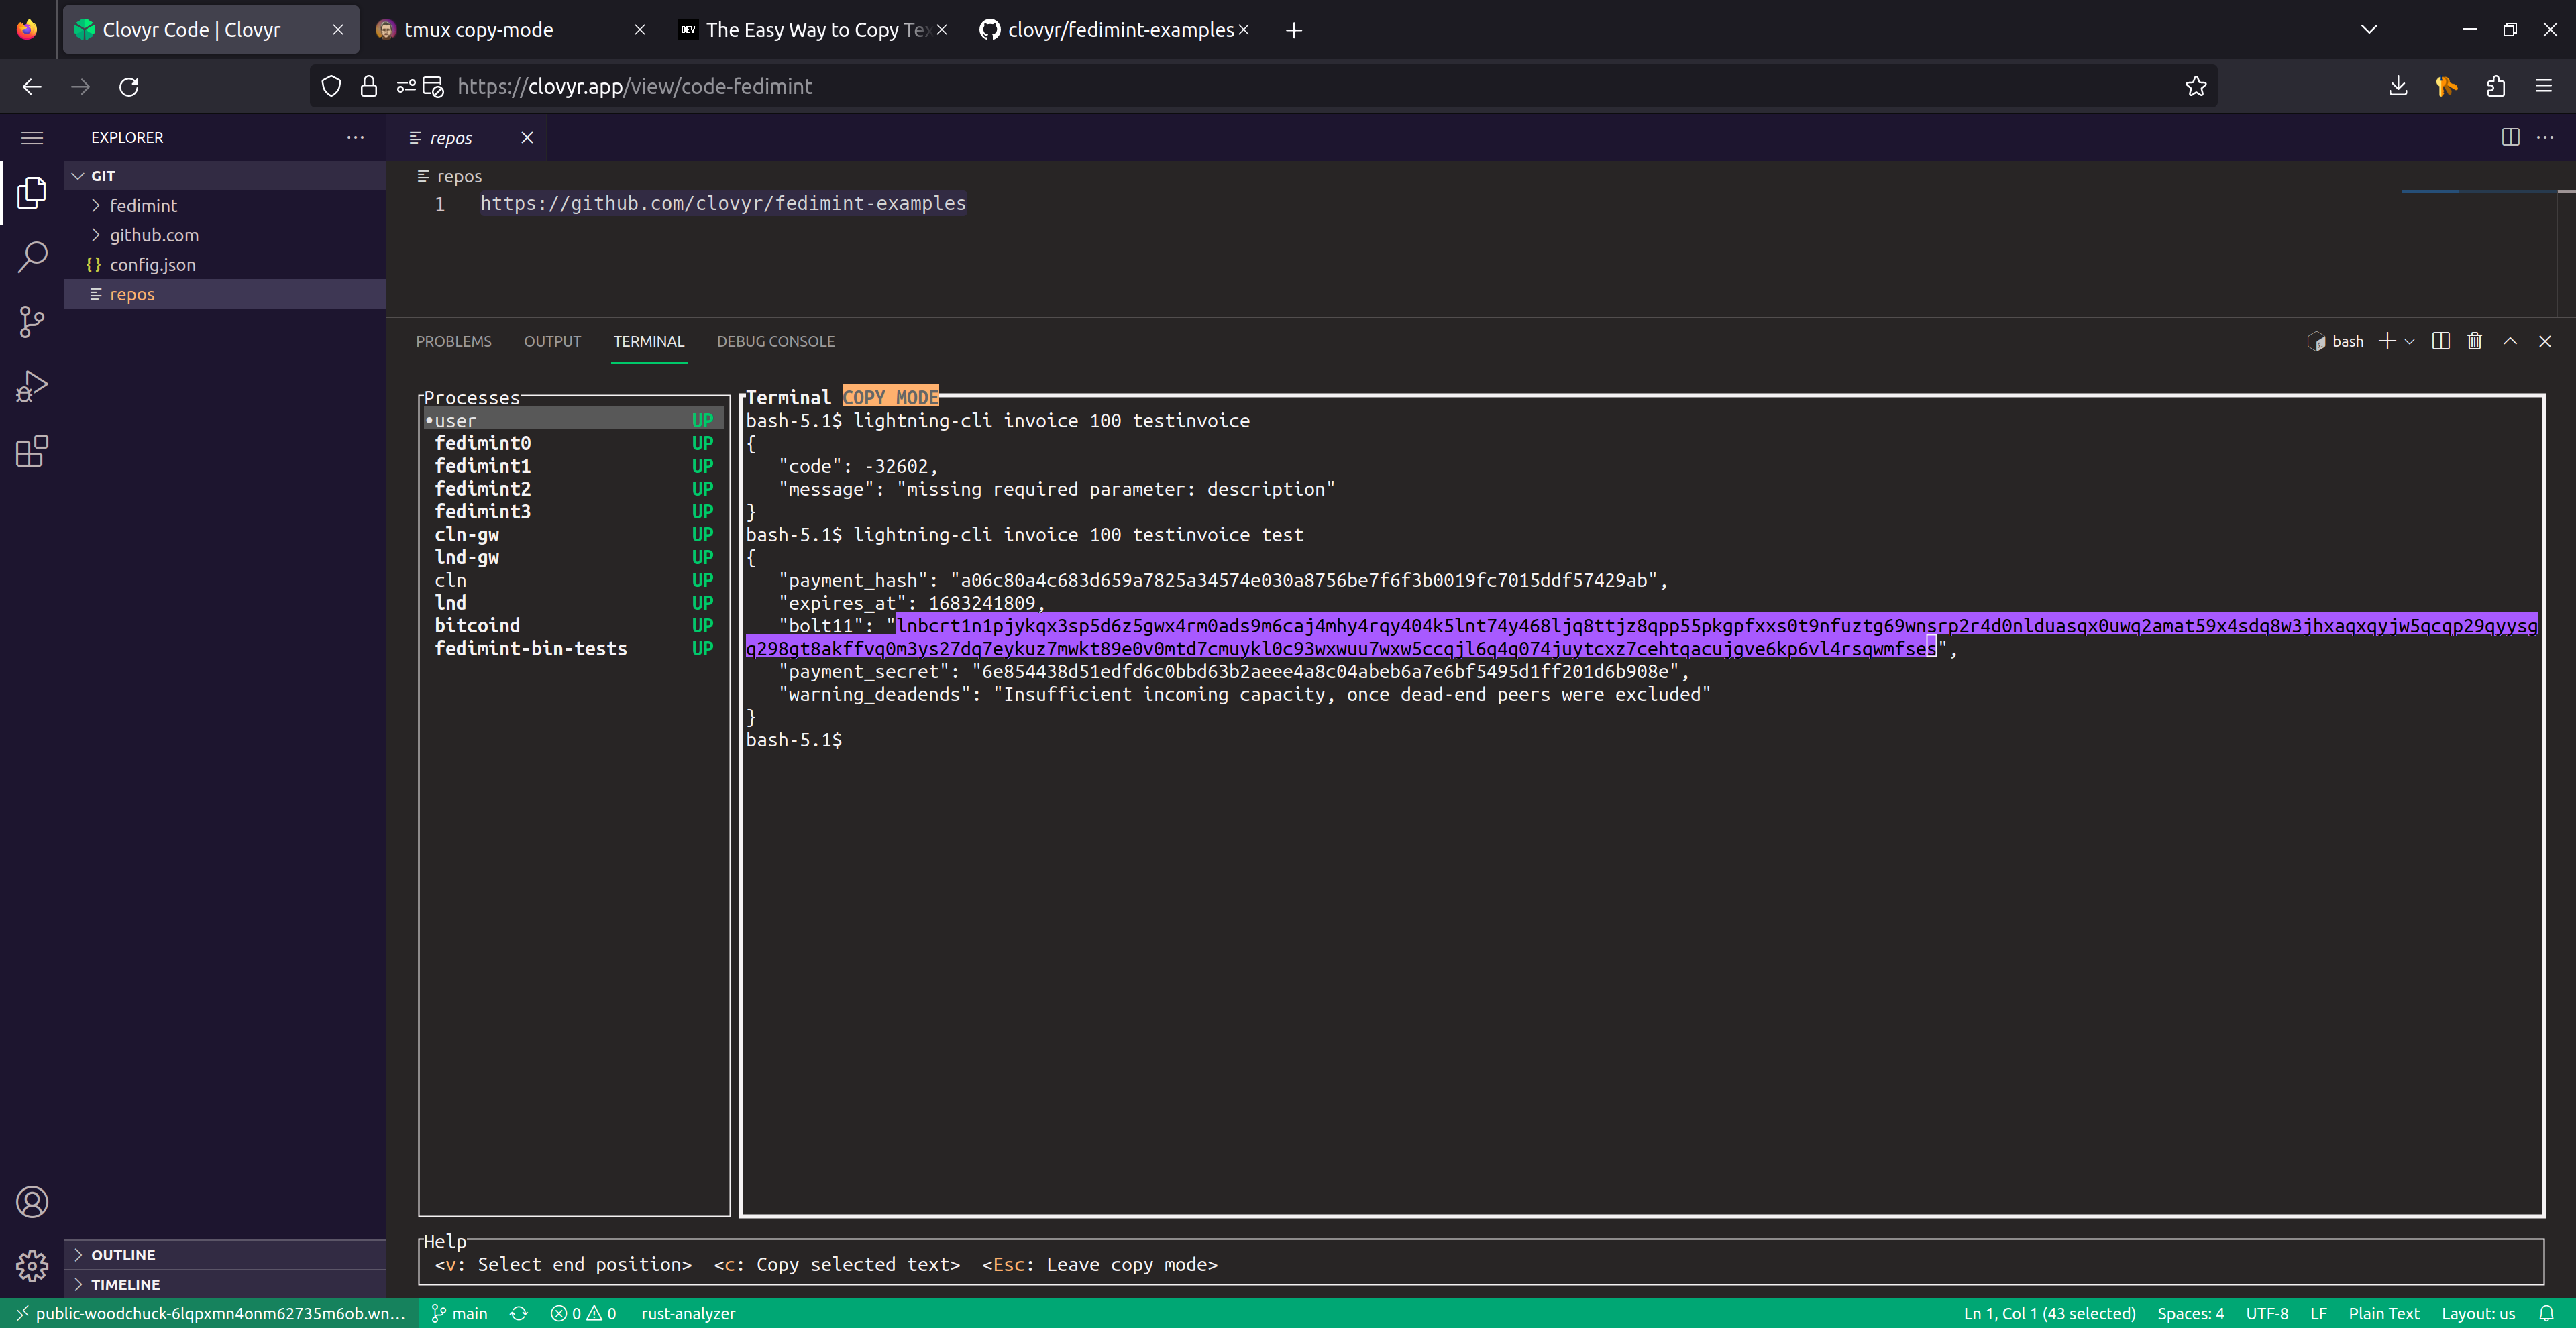 Clovyr Code | Clovyr
tmux copy-mode
DEV The Easy Way to Copy Te
clovyr/fedimint-examples
https://clovyr.app/view/code-fedimint
EXPLORER
repos
GIT
fedimint
github.com
{} config.json
repos
repos
1 https://github.com/clovyr/fedimint-examples
PROBLEMS OUTPUT TERMINAL DEBUG CONSOLE
bash
Processes
•user UP
fedimint0 UP
fedimint1 UP
fedimint2 UP
fedimint3 UP
cln-gw UP
lnd-gw UP
cln UP
lnd UP
bitcoind UP
fedimint-bin-tests UP
Terminal COPY MODE
bash-5.1$ lightning-cli invoice 100 testinvoice
{
"code": -32602,
"message": "missing required parameter: description"
}
bash-5.1$ lightning-cli invoice 100 testinvoice test
{
"payment_hash": "a06c80a4c683d659a7825a34574e030a8756be7f6f3b0019fc7015ddf57429ab",
"expires_at": 1683241809,
"bolt11": "lnbcrt1n1pjykqx3sp5d6z5gwx4rm0ads9m6caj4mhy4rqy404k5lnt74y468ljq8ttjz8qpp55pkgpfxxs0t9nfuztg69wnsrp2r4d0nlduasqx0uwq2amat59x4sdq8w3jhxaqxqyjw5qcqp29qyysg
q298gt8akffvq0m3ys27dq7eykuz7mwkt89e0v0mtd7cmuykl0c93wxwuu7wxw5ccqjl6q4q074juytcxz7cehtqacujgve6kp6vl4rsqwmfses",
"payment_secret": "6e854438d51edfd6c0bbd63b2aeee4a8c04abeb6a7e6bf5495d1ff201d6b908e",
"warning_deadends": "Insufficient incoming capacity, once dead-end peers were excluded"
}
bash-5.1$
Help
<v: Select end position> <c: Copy selected text> <Esc: Leave copy mode>
OUTLINE
TIMELINE
public-woodchuck-6lqpxmn4onm62735m6ob.wn... main 0 0 rust-analyzer
Ln 1, Col 1 (43 selected) Spaces: 4 UTF-8 LF Plain Text Layout: us